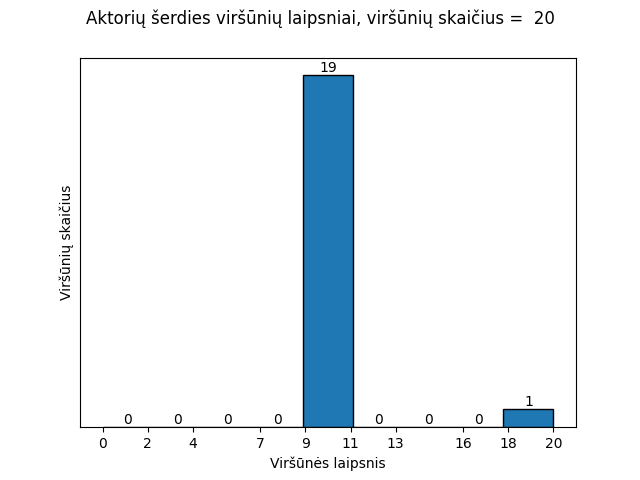 Aktorių šerdies viršūnių laipsniai, viršūnių skaičius =  20
Viršūnių skaičius
19
1
0 0 0 0 0 0 0
0 2 4 7 9 11 13 16 18 20
Viršūnės laipsnis